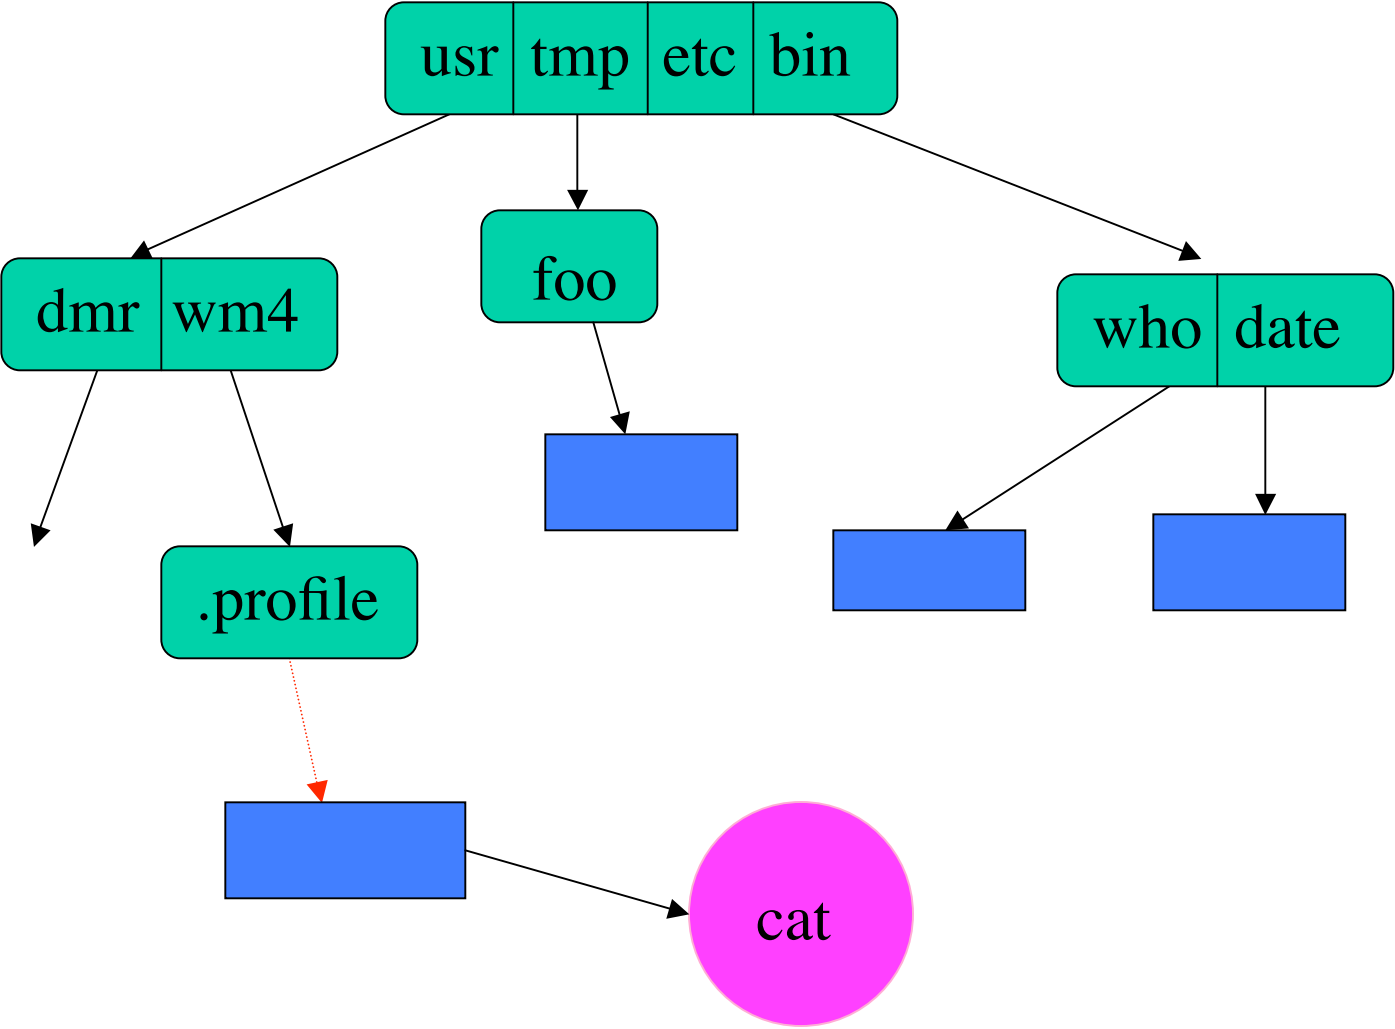 usr tmp etc bin
foo
dmr wm4
who date
.profile
cat